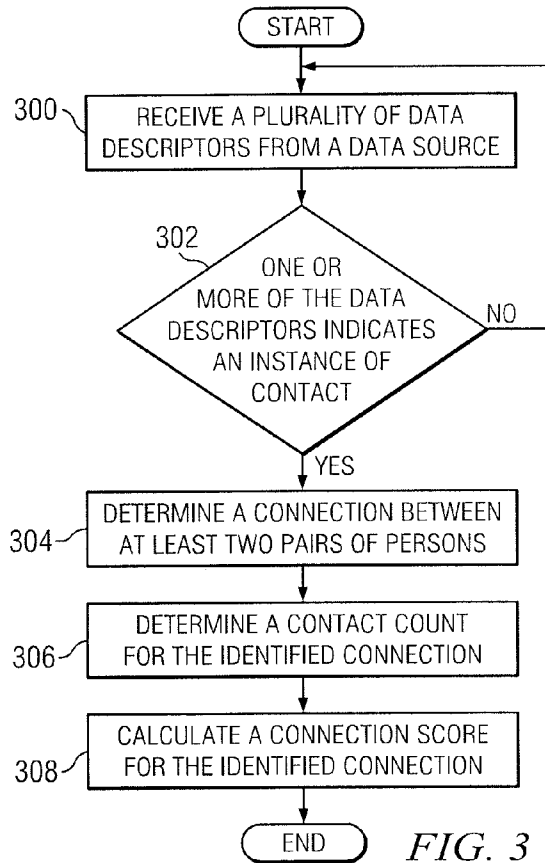 START
300
RECEIVE A PLURALITY OF DATA
DESCRIPTORS FROM A DATA SOURCE
302
ONE OR
MORE OF THE DATA
DESCRIPTORS INDICATES
AN INSTANCE OF
CONTACT
NO
YES
304
DETERMINE A CONNECTION BETWEEN
AT LEAST TWO PAIRS OF PERSONS
306
DETERMINE A CONTACT COUNT
FOR THE IDENTIFIED CONNECTION
308
CALCULATE A CONNECTION SCORE
FOR THE IDENTIFIED CONNECTION
END
FIG. 3